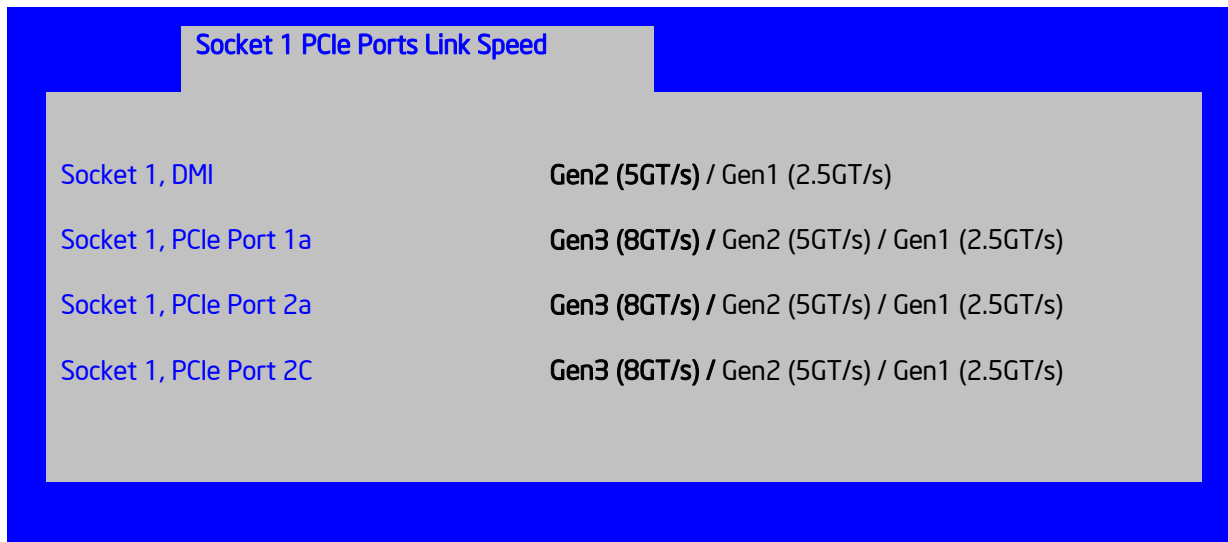 Socket 1 PCIe Ports Link Speed
Socket 1, DMI Gen2 (5GT/s) / Gen1 (2.5GT/s)
Socket 1, PCIe Port 1a Gen3 (8GT/s) / Gen2 (5GT/s) / Gen1 (2.5GT/s)
Socket 1, PCIe Port 2a Gen3 (8GT/s) / Gen2 (5GT/s) / Gen1 (2.5GT/s)
Socket 1, PCIe Port 2C Gen3 (8GT/s) / Gen2 (5GT/s) / Gen1 (2.5GT/s)